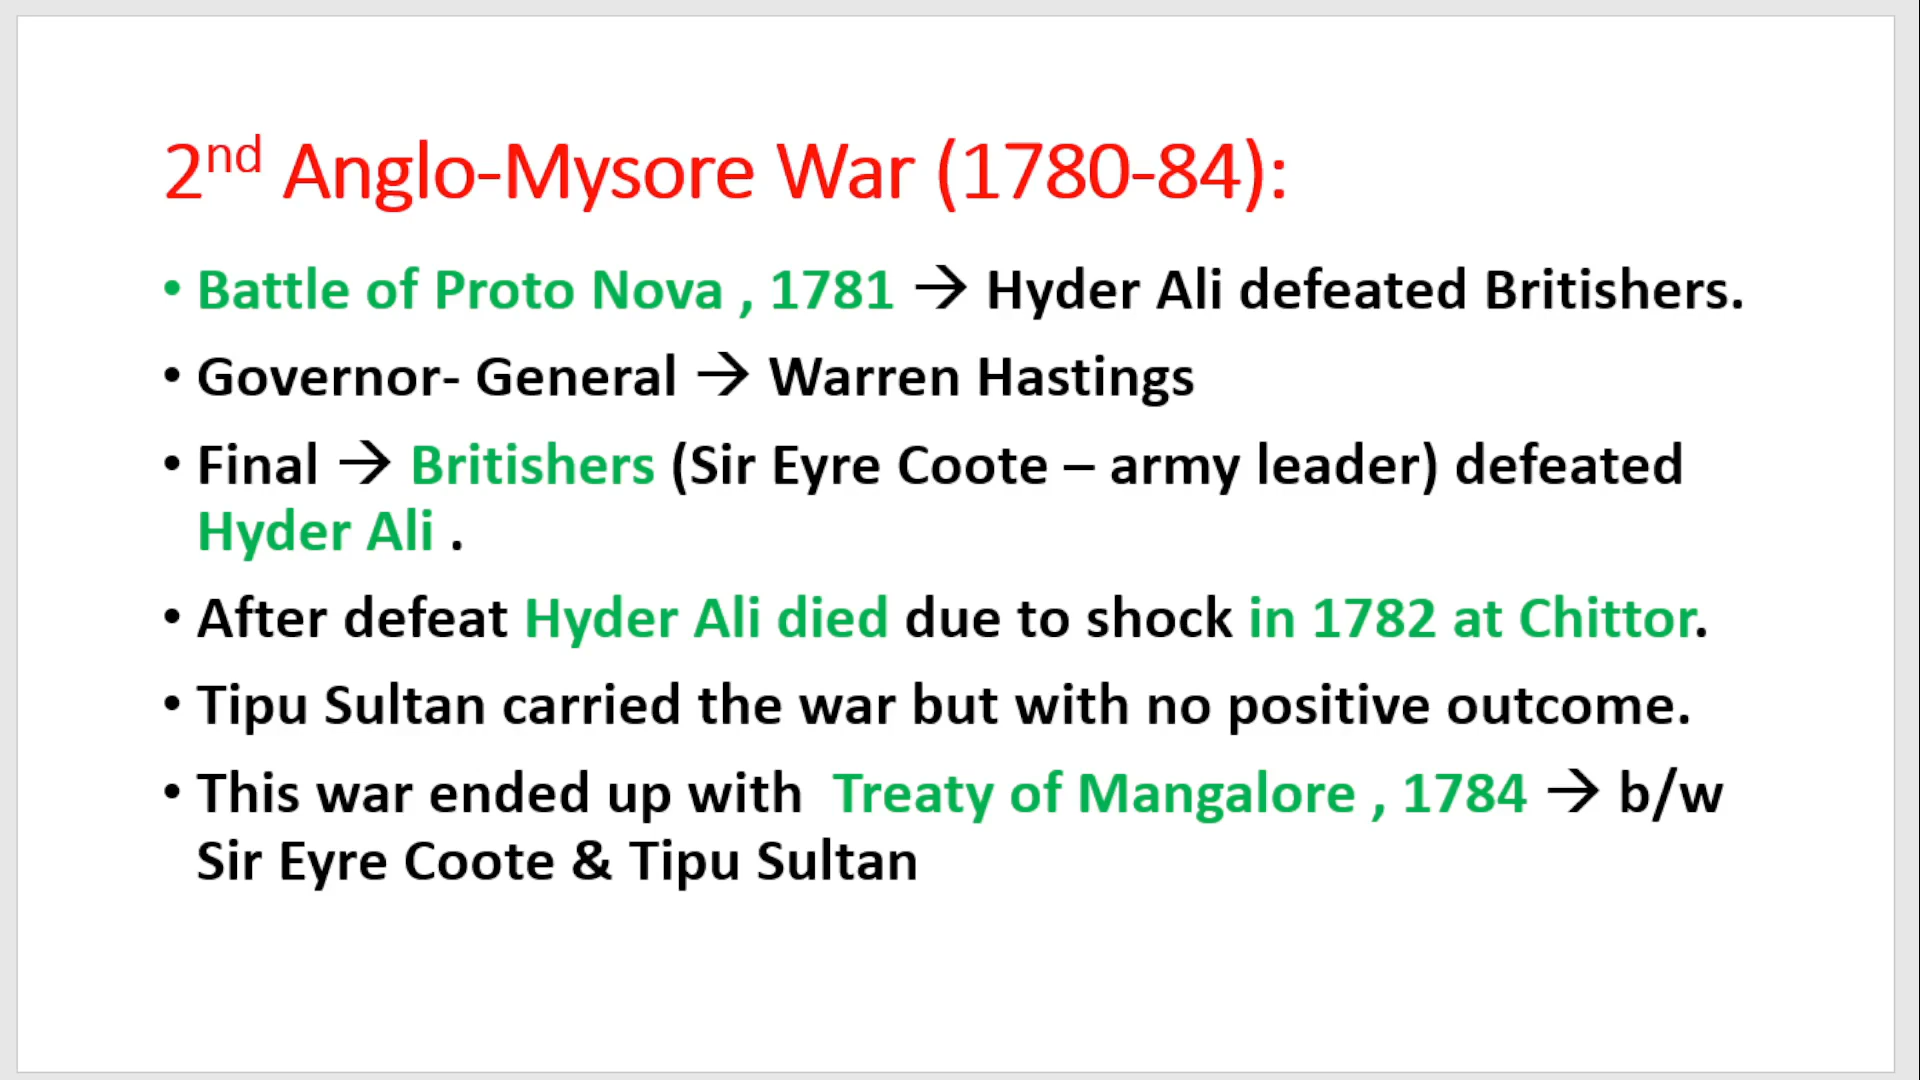 2nd Anglo-Mysore War (1780-84):
• Battle of Proto Nova , 1781 → Hyder Ali defeated Britishers.
• Governor- General → Warren Hastings
• Final → Britishers (Sir Eyre Coote – army leader) defeated
Hyder Ali .
• After defeat Hyder Ali died due to shock in 1782 at Chittor.
• Tipu Sultan carried the war but with no positive outcome.
• This war ended up with Treaty of Mangalore , 1784 → b/w
Sir Eyre Coote & Tipu Sultan